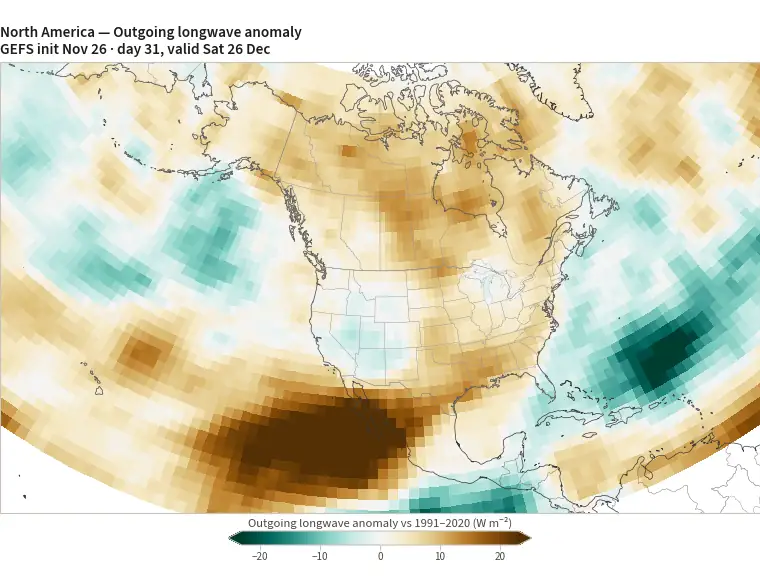 North America — Outgoing longwave anomaly
GEFS init Nov 26 · day 31, valid Sat 26 Dec
Outgoing longwave anomaly vs 1991–2020 (W m⁻²)
−20 −10 0 10 20